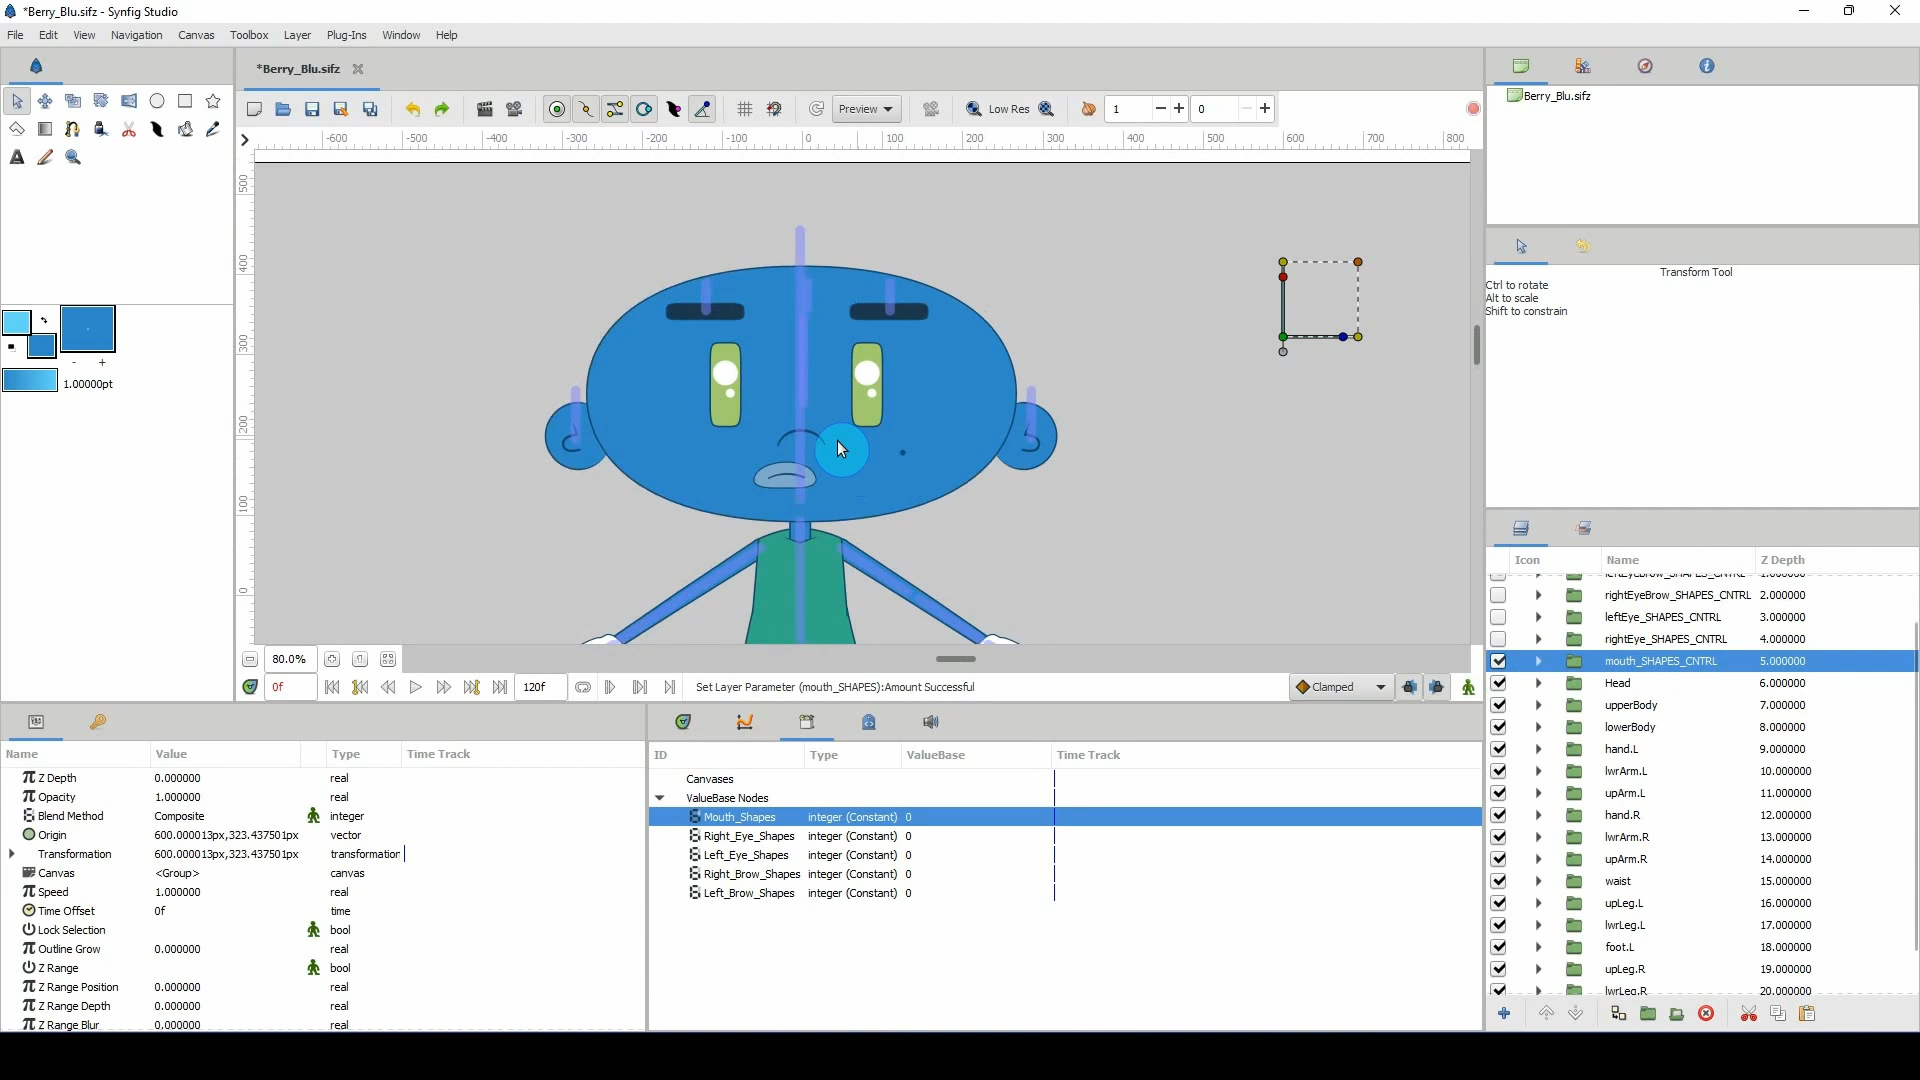 *Berry_Blu.sifz - Synfig Studio
File Edit View Navigation Canvas Toolbox Layer Plug-Ins Window Help
*Berry_Blu.sifz
Preview Low Res 1 0
-600 -500 -400 -300 -200 -100 0 100 200 300 400 500 600 700 800
500
400
300
200
100
0
1.00000pt
80.0%
0f 120f Set Layer Parameter (mouth_SHAPES):Amount Successful Clamped
Name Value Type Time Track
Z Depth 0.000000 real
Opacity 1.000000 real
Blend Method Composite integer
Origin 600.000013px,323.437501px vector
Transformation 600.000013px,323.437501px transformation
Canvas <Group> canvas
Speed 1.000000 real
Time Offset 0f time
Lock Selection bool
Outline Grow 0.000000 real
Z Range bool
Z Range Position 0.000000 real
Z Range Depth 0.000000 real
Z Range Blur 0.000000 real
ID Type ValueBase Time Track
Canvases
ValueBase Nodes
Mouth_Shapes integer (Constant) 0
Right_Eye_Shapes integer (Constant) 0
Left_Eye_Shapes integer (Constant) 0
Right_Brow_Shapes integer (Constant) 0
Left_Brow_Shapes integer (Constant) 0
Berry_Blu.sifz
Transform Tool
Ctrl to rotate
Alt to scale
Shift to constrain
Icon Name Z Depth
leftEyeBrow_SHAPES_CNTRL 1.000000
rightEyeBrow_SHAPES_CNTRL 2.000000
leftEye_SHAPES_CNTRL 3.000000
rightEye_SHAPES_CNTRL 4.000000
mouth_SHAPES_CNTRL 5.000000
Head 6.000000
upperBody 7.000000
lowerBody 8.000000
hand.L 9.000000
lwrArm.L 10.000000
upArm.L 11.000000
hand.R 12.000000
lwrArm.R 13.000000
upArm.R 14.000000
waist 15.000000
upLeg.L 16.000000
lwrLeg.L 17.000000
foot.L 18.000000
upLeg.R 19.000000
lwrLeg.R 20.000000